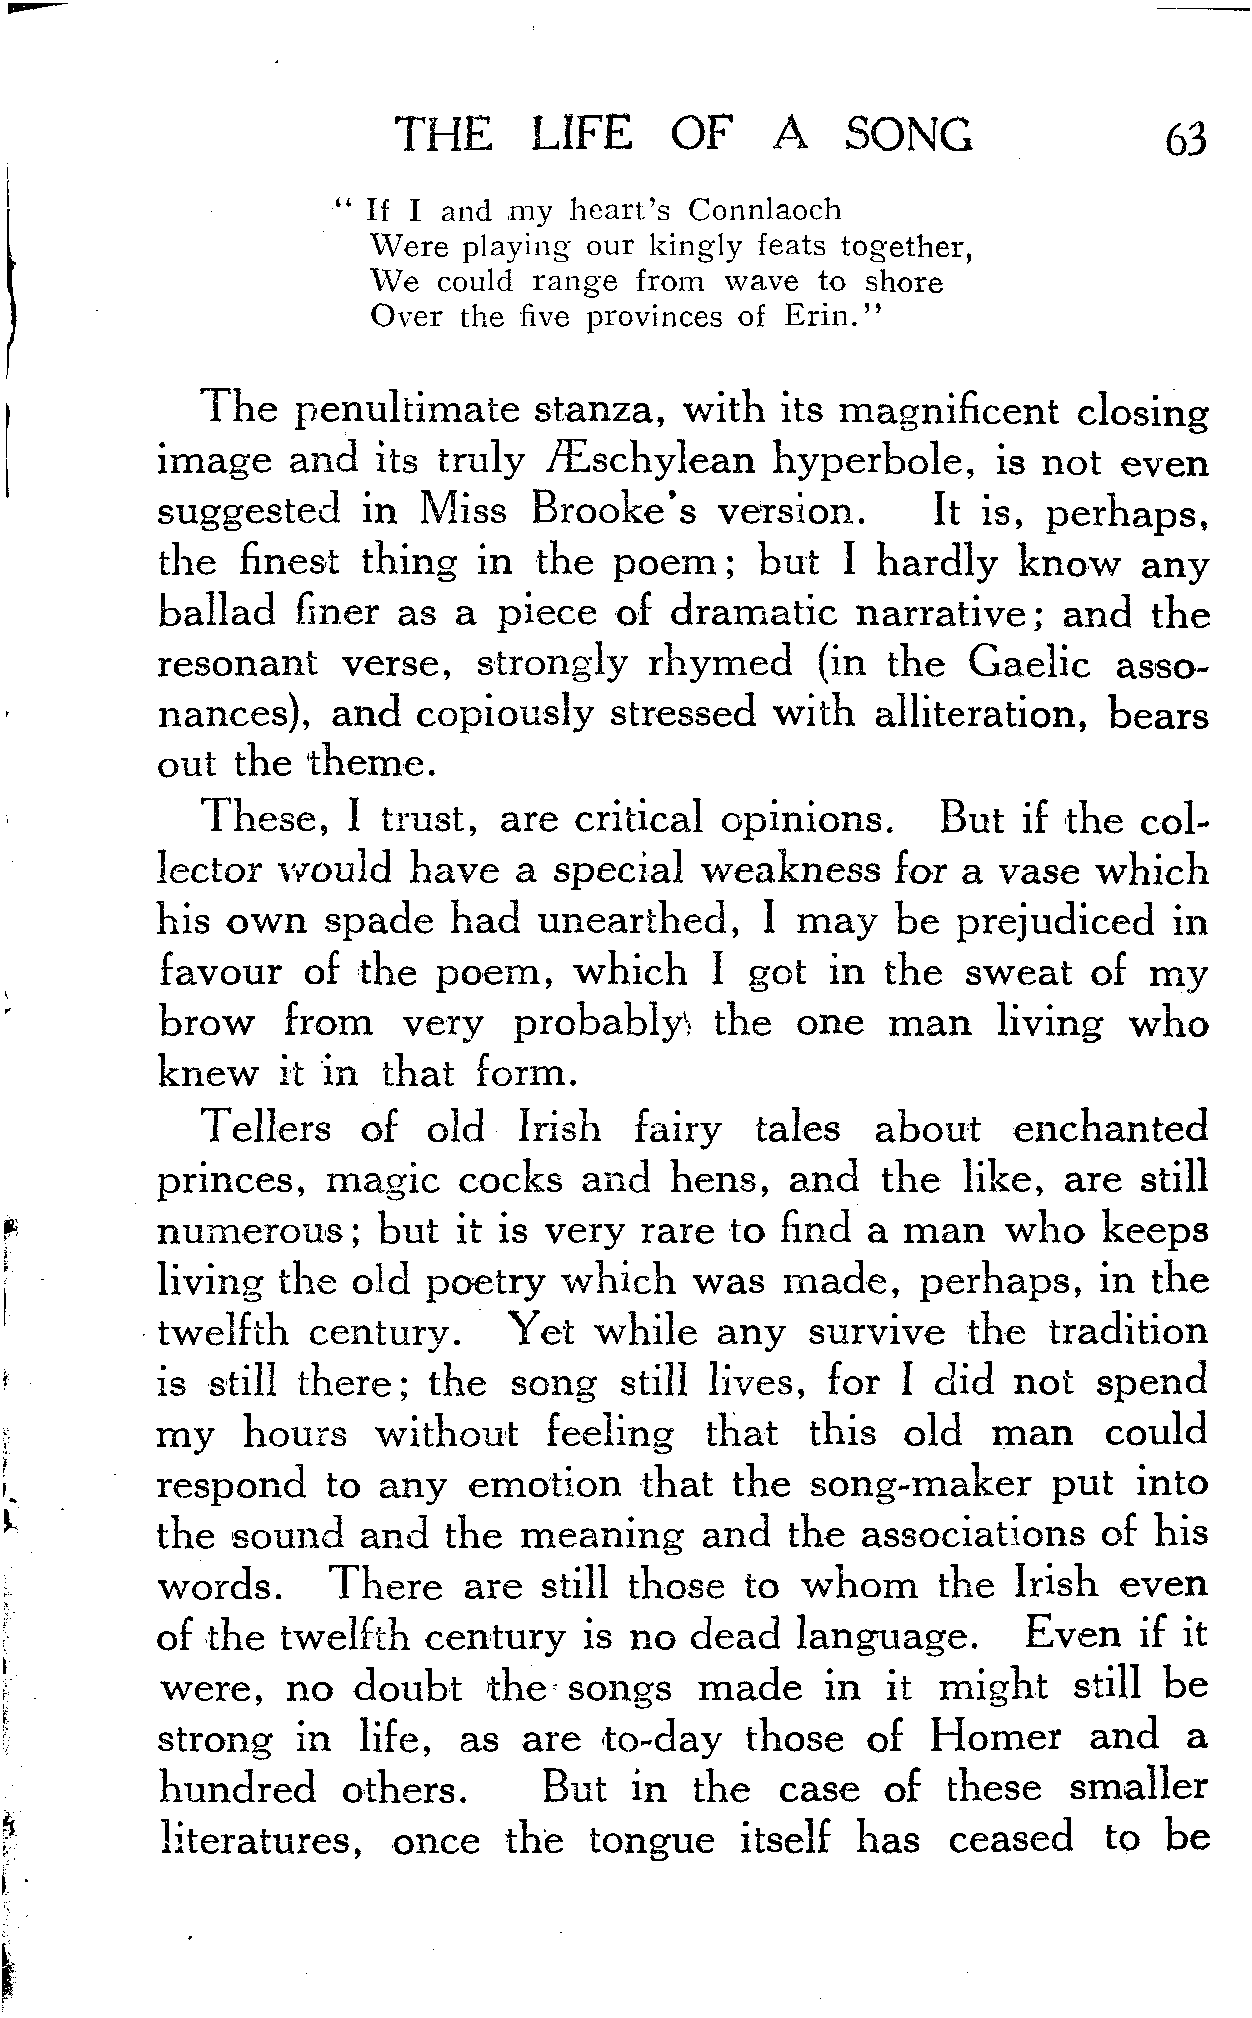 THE LIFE OF A SONG 63
“ If I and my heart’s Connlaoch
Were playing our kingly feats together,
We could range from wave to shore
Over the five provinces of Erin.”
The penultimate stanza, with its magnificent closing
image and its truly Æschylean hyperbole, is not even
suggested in Miss Brooke’s version. It is, perhaps,
the finest thing in the poem; but I hardly know any
ballad finer as a piece of dramatic narrative; and the
resonant verse, strongly rhymed (in the Gaelic asso-
nances), and copiously stressed with alliteration, bears
out the theme.
These, I trust, are critical opinions. But if the col-
lector would have a special weakness for a vase which
his own spade had unearthed, I may be prejudiced in
favour of the poem, which I got in the sweat of my
brow from very probably the one man living who
knew it in that form.
Tellers of old Irish fairy tales about enchanted
princes, magic cocks and hens, and the like, are still
numerous; but it is very rare to find a man who keeps
living the old poetry which was made, perhaps, in the
twelfth century. Yet while any survive the tradition
is still there; the song still lives, for I did not spend
my hours without feeling that this old man could
respond to any emotion that the song-maker put into
the sound and the meaning and the associations of his
words. There are still those to whom the Irish even
of the twelfth century is no dead language. Even if it
were, no doubt the songs made in it might still be
strong in life, as are to-day those of Homer and a
hundred others. But in the case of these smaller
literatures, once the tongue itself has ceased to be